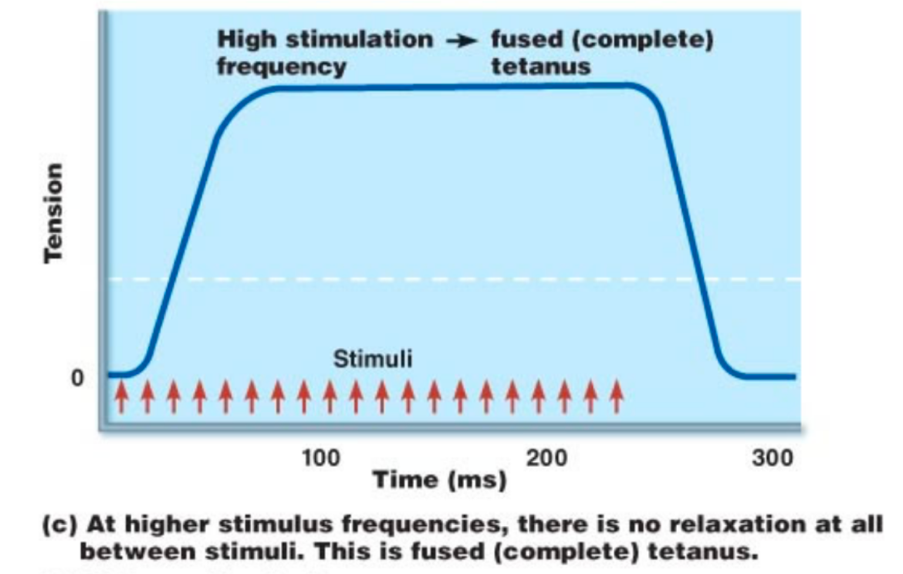 High stimulation → fused (complete)
frequency tetanus
Tension
Stimuli
0
100 200 300
Time (ms)
(c) At higher stimulus frequencies, there is no relaxation at all
between stimuli. This is fused (complete) tetanus.